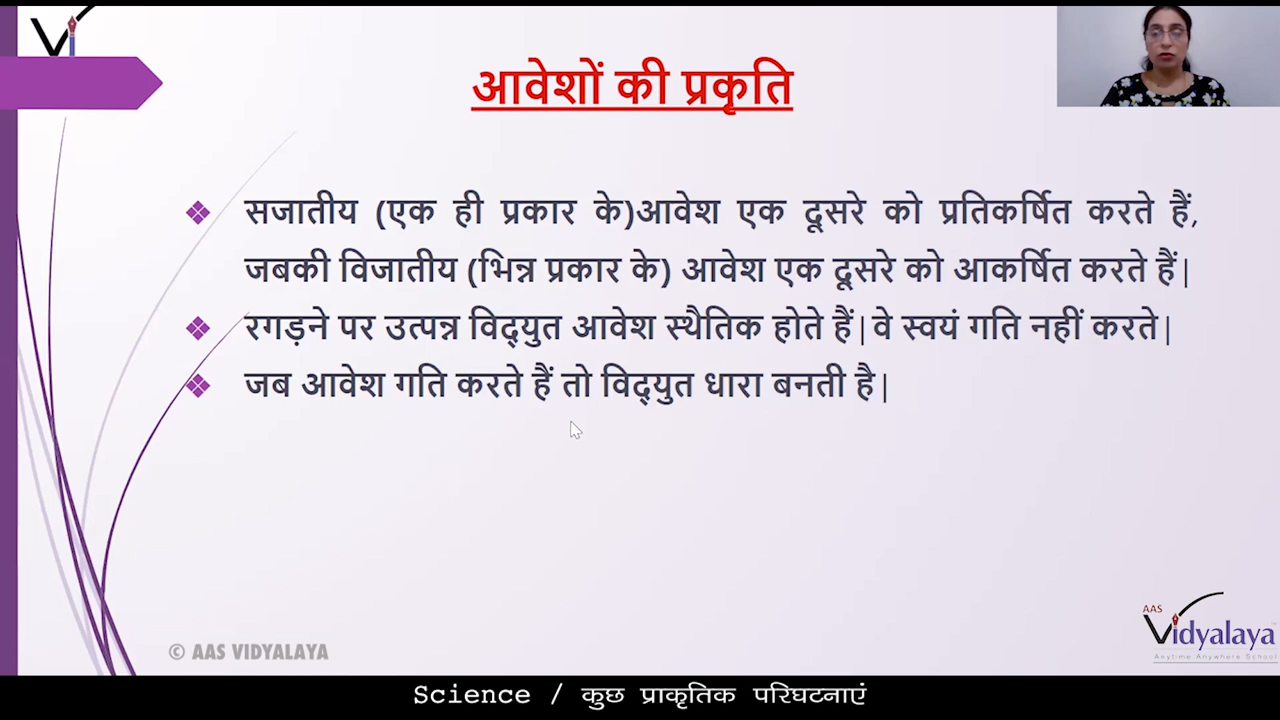 Vi
आवेशों की प्रकृति
सजातीय (एक ही प्रकार के)आवेश एक दूसरे को प्रतिकर्षित करते हैं,
जबकी विजातीय (भिन्न प्रकार के) आवेश एक दूसरे को आकर्षित करते हैं|
रगड़ने पर उत्पन्न विद्युत आवेश स्थैतिक होते हैं|वे स्वयं गति नहीं करते|
जब आवेश गति करते हैं तो विद्युत धारा बनती है|
© AAS VIDYALAYA
AAS
Vidyalaya
Anytime Anywhere School
Science / कुछ प्राकृतिक परिघटनाएं